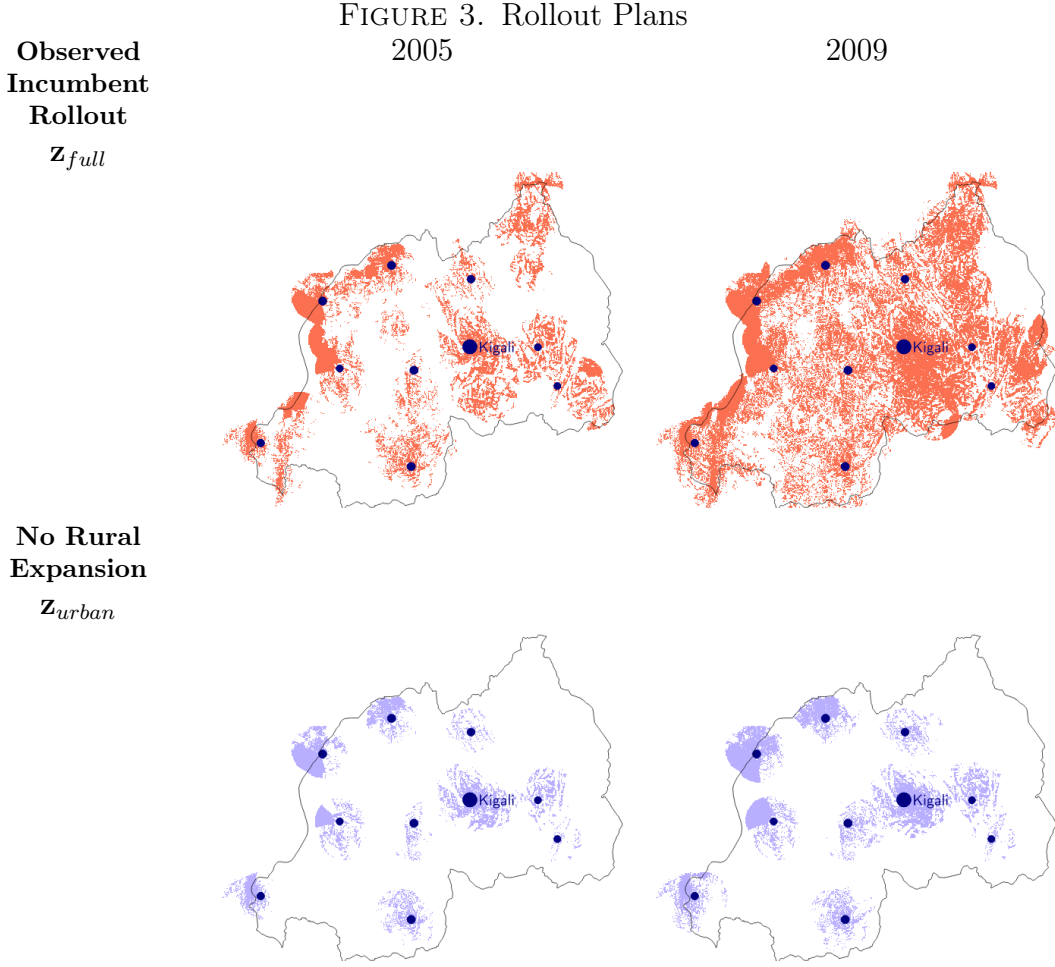 FIGURE 3. Rollout Plans
2005
2009
Observed
Incumbent
Rollout
z_full
Kigali
Kigali
No Rural
Expansion
z_urban
Kigali
Kigali